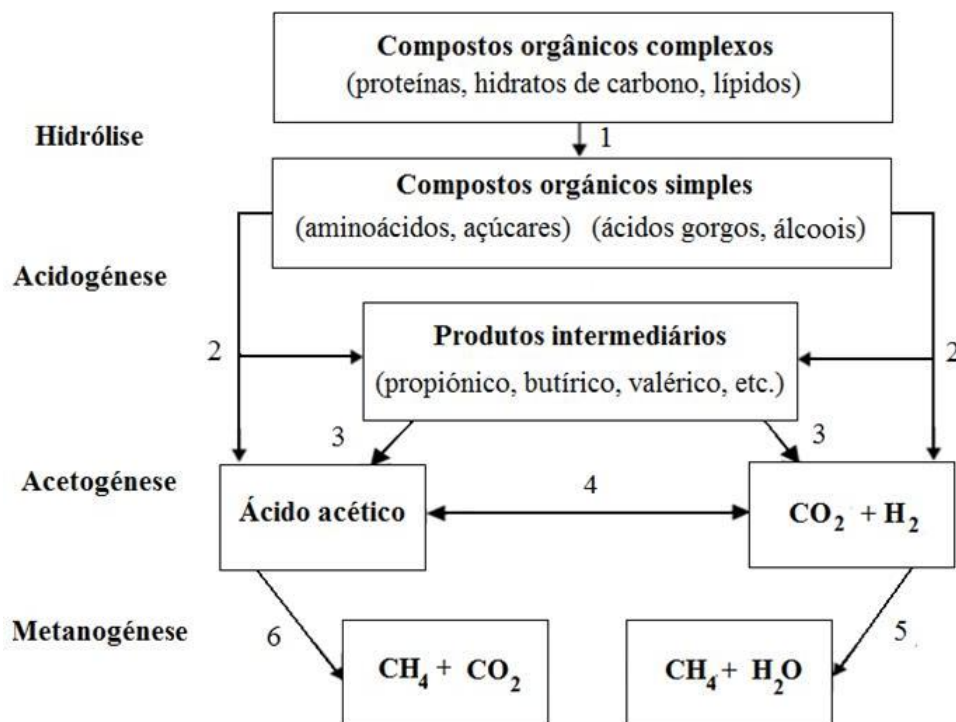 Compostos orgânicos complexos
(proteínas, hidratos de carbono, lípidos)
Hidrólise
1
Compostos orgánicos simples
(aminoácidos, açúcares) (ácidos gorgos, álcoois)
Acidogénese
Produtos intermediários
2
2
(propiónico, butírico, valérico, etc.)
3
3
Acetogénese
4
Ácido acético
CO₂ + H₂
Metanogénese
6
5
CH₄ + CO₂
CH₄ + H₂O